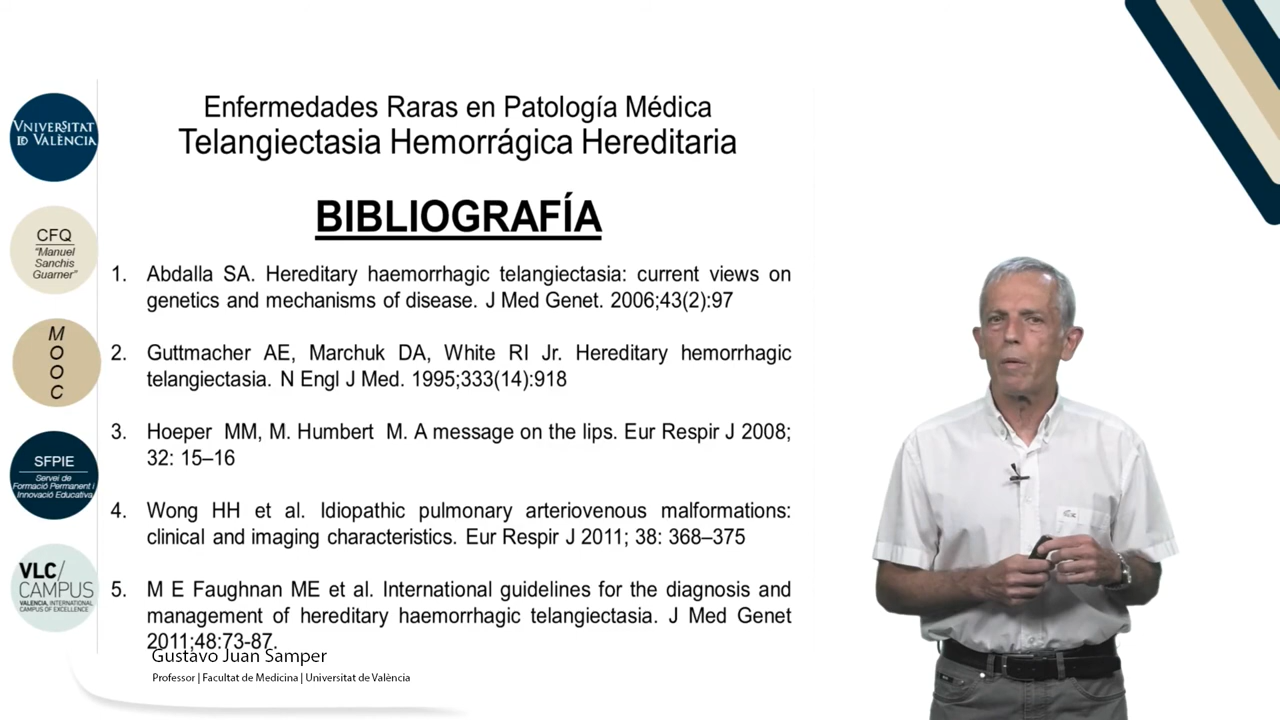 Enfermedades Raras en Patología Médica
Telangiectasia Hemorrágica Hereditaria
BIBLIOGRAFÍA
1. Abdalla SA. Hereditary haemorrhagic telangiectasia: current views on
genetics and mechanisms of disease. J Med Genet. 2006;43(2):97
2. Guttmacher AE, Marchuk DA, White RI Jr. Hereditary hemorrhagic
telangiectasia. N Engl J Med. 1995;333(14):918
3. Hoeper MM, M. Humbert M. A message on the lips. Eur Respir J 2008;
32: 15–16
4. Wong HH et al. Idiopathic pulmonary arteriovenous malformations:
clinical and imaging characteristics. Eur Respir J 2011; 38: 368–375
5. M E Faughnan ME et al. International guidelines for the diagnosis and
management of hereditary haemorrhagic telangiectasia. J Med Genet
2011;48:73-87.
Gustavo Juan Samper
Professor | Facultat de Medicina | Universitat de València
VNIVERSITAT
ID VALÈNCIA
CFQ
"Manuel
Sanchis
Guarner"
M
O
O
C
SFPIE
Servei de
Formació Permanent i
Innovació Educativa
VLC/
CAMPUS
VALENCIA, INTERNATIONAL
CAMPUS OF EXCELLENCE